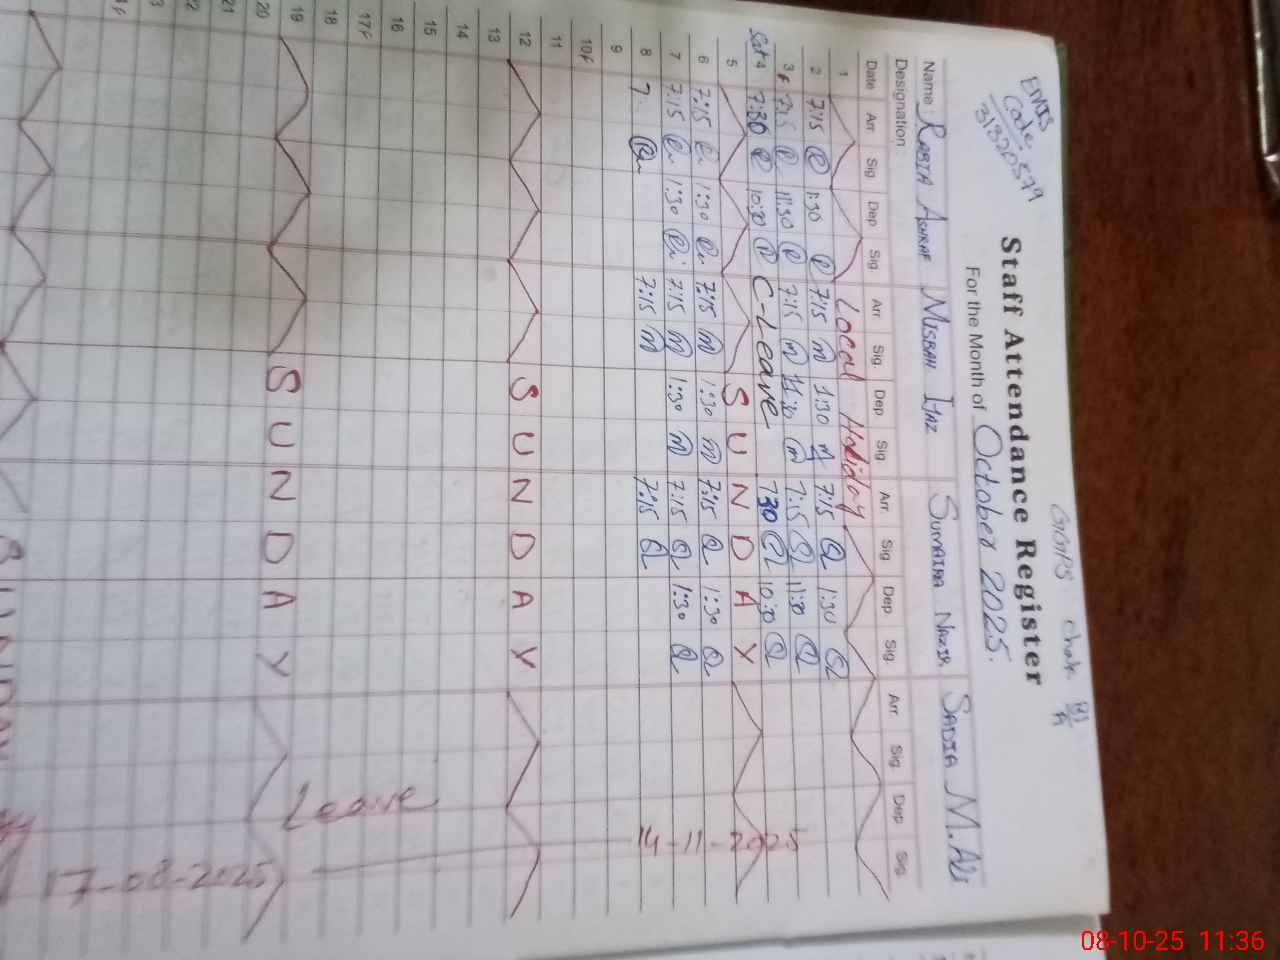 EMIS
Code
31320579
GGMPS Chak
Staff Attendance Register
For the Month of October 2025.
Name: RABIA ASHRAF MISBAH IJAZ SUMAIRA NAZIR SADIA M. Ali
Designation:
Date Arr. Sig. Dep. Sig. Arr. Sig. Dep. Sig. Arr. Sig. Dep. Sig. Arr. Sig. Dep. Sig.
1 Local Holiday
2 7:15 1:30 7:15 1:30 7:15 1:30
3 F 7:15 11:30 7:15 11:30 7:15 11:30
Sat 4 7:30 10:30 C-Leave 7:30 10:30
5 SUNDAY
6 7:15 1:30 7:15 1:30 7:15 1:30
7 7:15 1:30 7:15 1:30 7:15 1:30
8 7: 7:15 7:15
9
10F
11
12 SUNDAY
13
14
15
16
17F
18
19 SUNDAY
20
21
22
Leave
17-08-2025 14-11-2025
SUNDAY
08-10-25 11:36